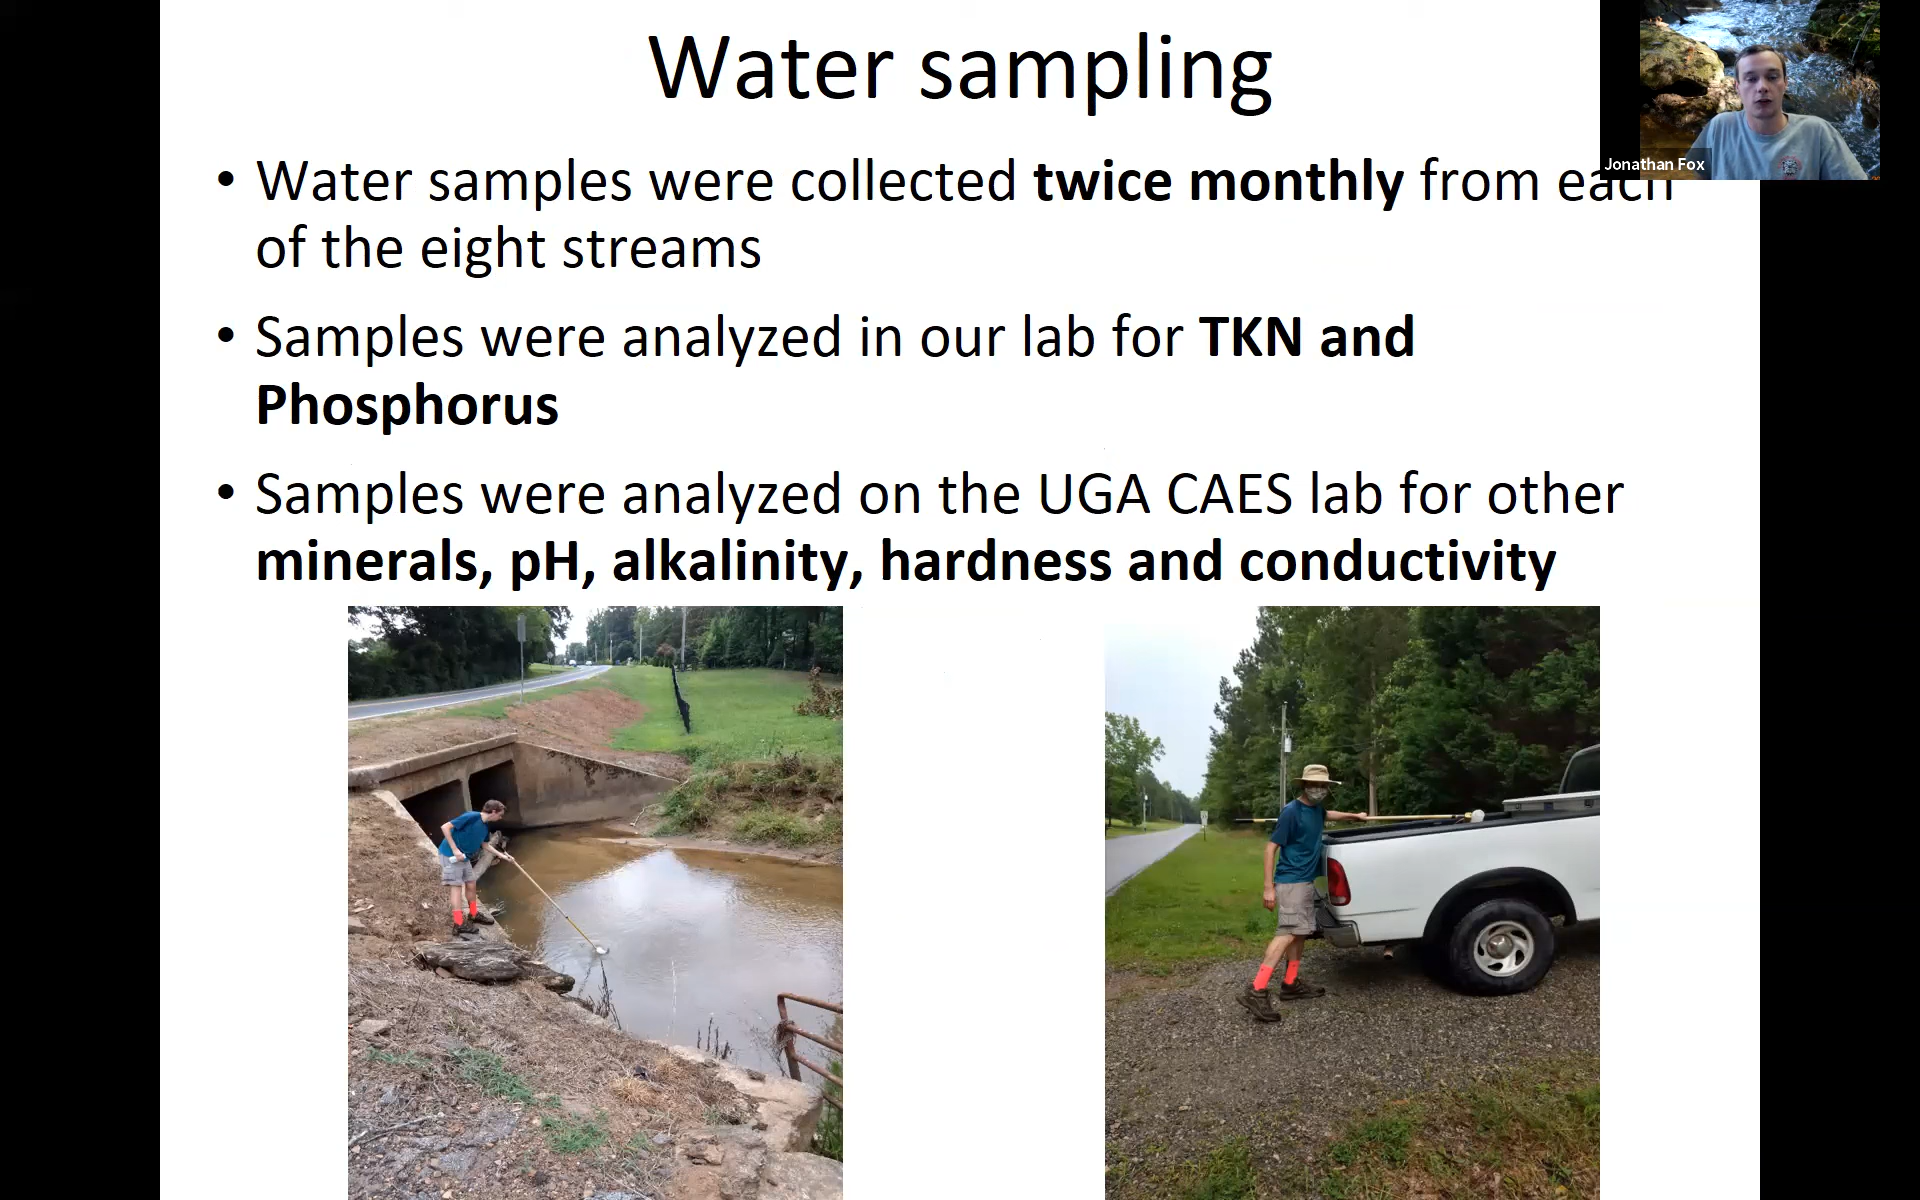 Water sampling
Jonathan Fox
• Water samples were collected twice monthly from each
of the eight streams
• Samples were analyzed in our lab for TKN and
Phosphorus
• Samples were analyzed on the UGA CAES lab for other
minerals, pH, alkalinity, hardness and conductivity